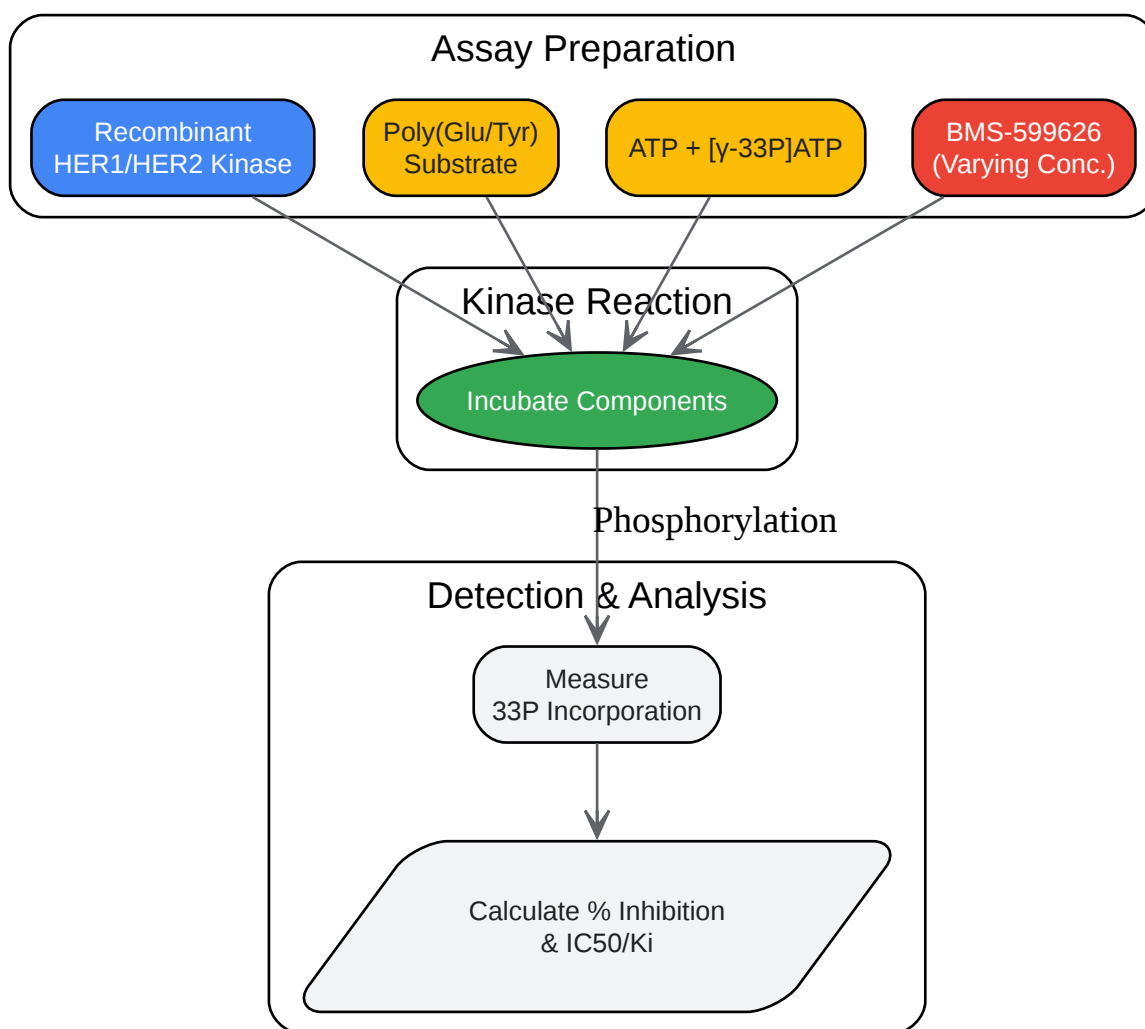 Assay Preparation
Recombinant
HER1/HER2 Kinase
Poly(Glu/Tyr)
Substrate
ATP + [γ-33P]ATP
BMS-599626
(Varying Conc.)
Kinase Reaction
Incubate Components
Phosphorylation
Detection & Analysis
Measure
33P Incorporation
Calculate % Inhibition
& IC50/Ki